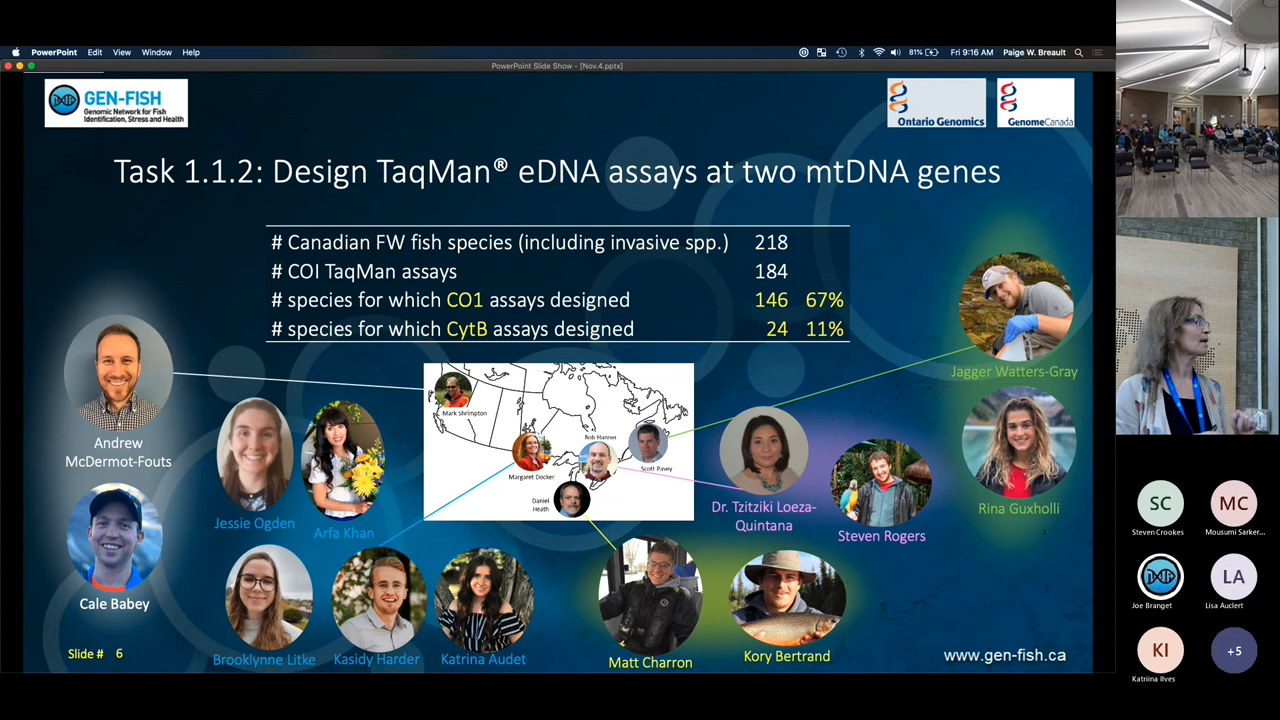 PowerPoint Edit View Window Help
81% Fri 9:16 AM Paige W. Breault
PowerPoint Slide Show - [Nov.4.pptx]
GEN-FISH
Genomic Network for Fish
Identification, Stress and Health
Ontario Genomics
GenomeCanada
Task 1.1.2: Design TaqMan® eDNA assays at two mtDNA genes
# Canadian FW fish species (including invasive spp.) 218
# COI TaqMan assays 184
# species for which CO1 assays designed 146 67%
# species for which CytB assays designed 24 11%
Andrew
McDermot-Fouts
Cale Babey
Jessie Ogden
Arfa Khan
Brooklynne Litke
Kasidy Harder
Katrina Audet
Mark Shrimpton
Margaret Docker
Rob Hanner
Scott Pavey
Daniel
Heath
Matt Charron
Kory Bertrand
Dr. Tzitziki Loeza-
Quintana
Steven Rogers
Jagger Watters-Gray
Rina Guxholli
Slide # 6
www.gen-fish.ca
SC
Steven Crookes
MC
Mousumi Sarker...
Joe Branget
LA
Lisa Auclert
KI
Katriina Ilves
+5